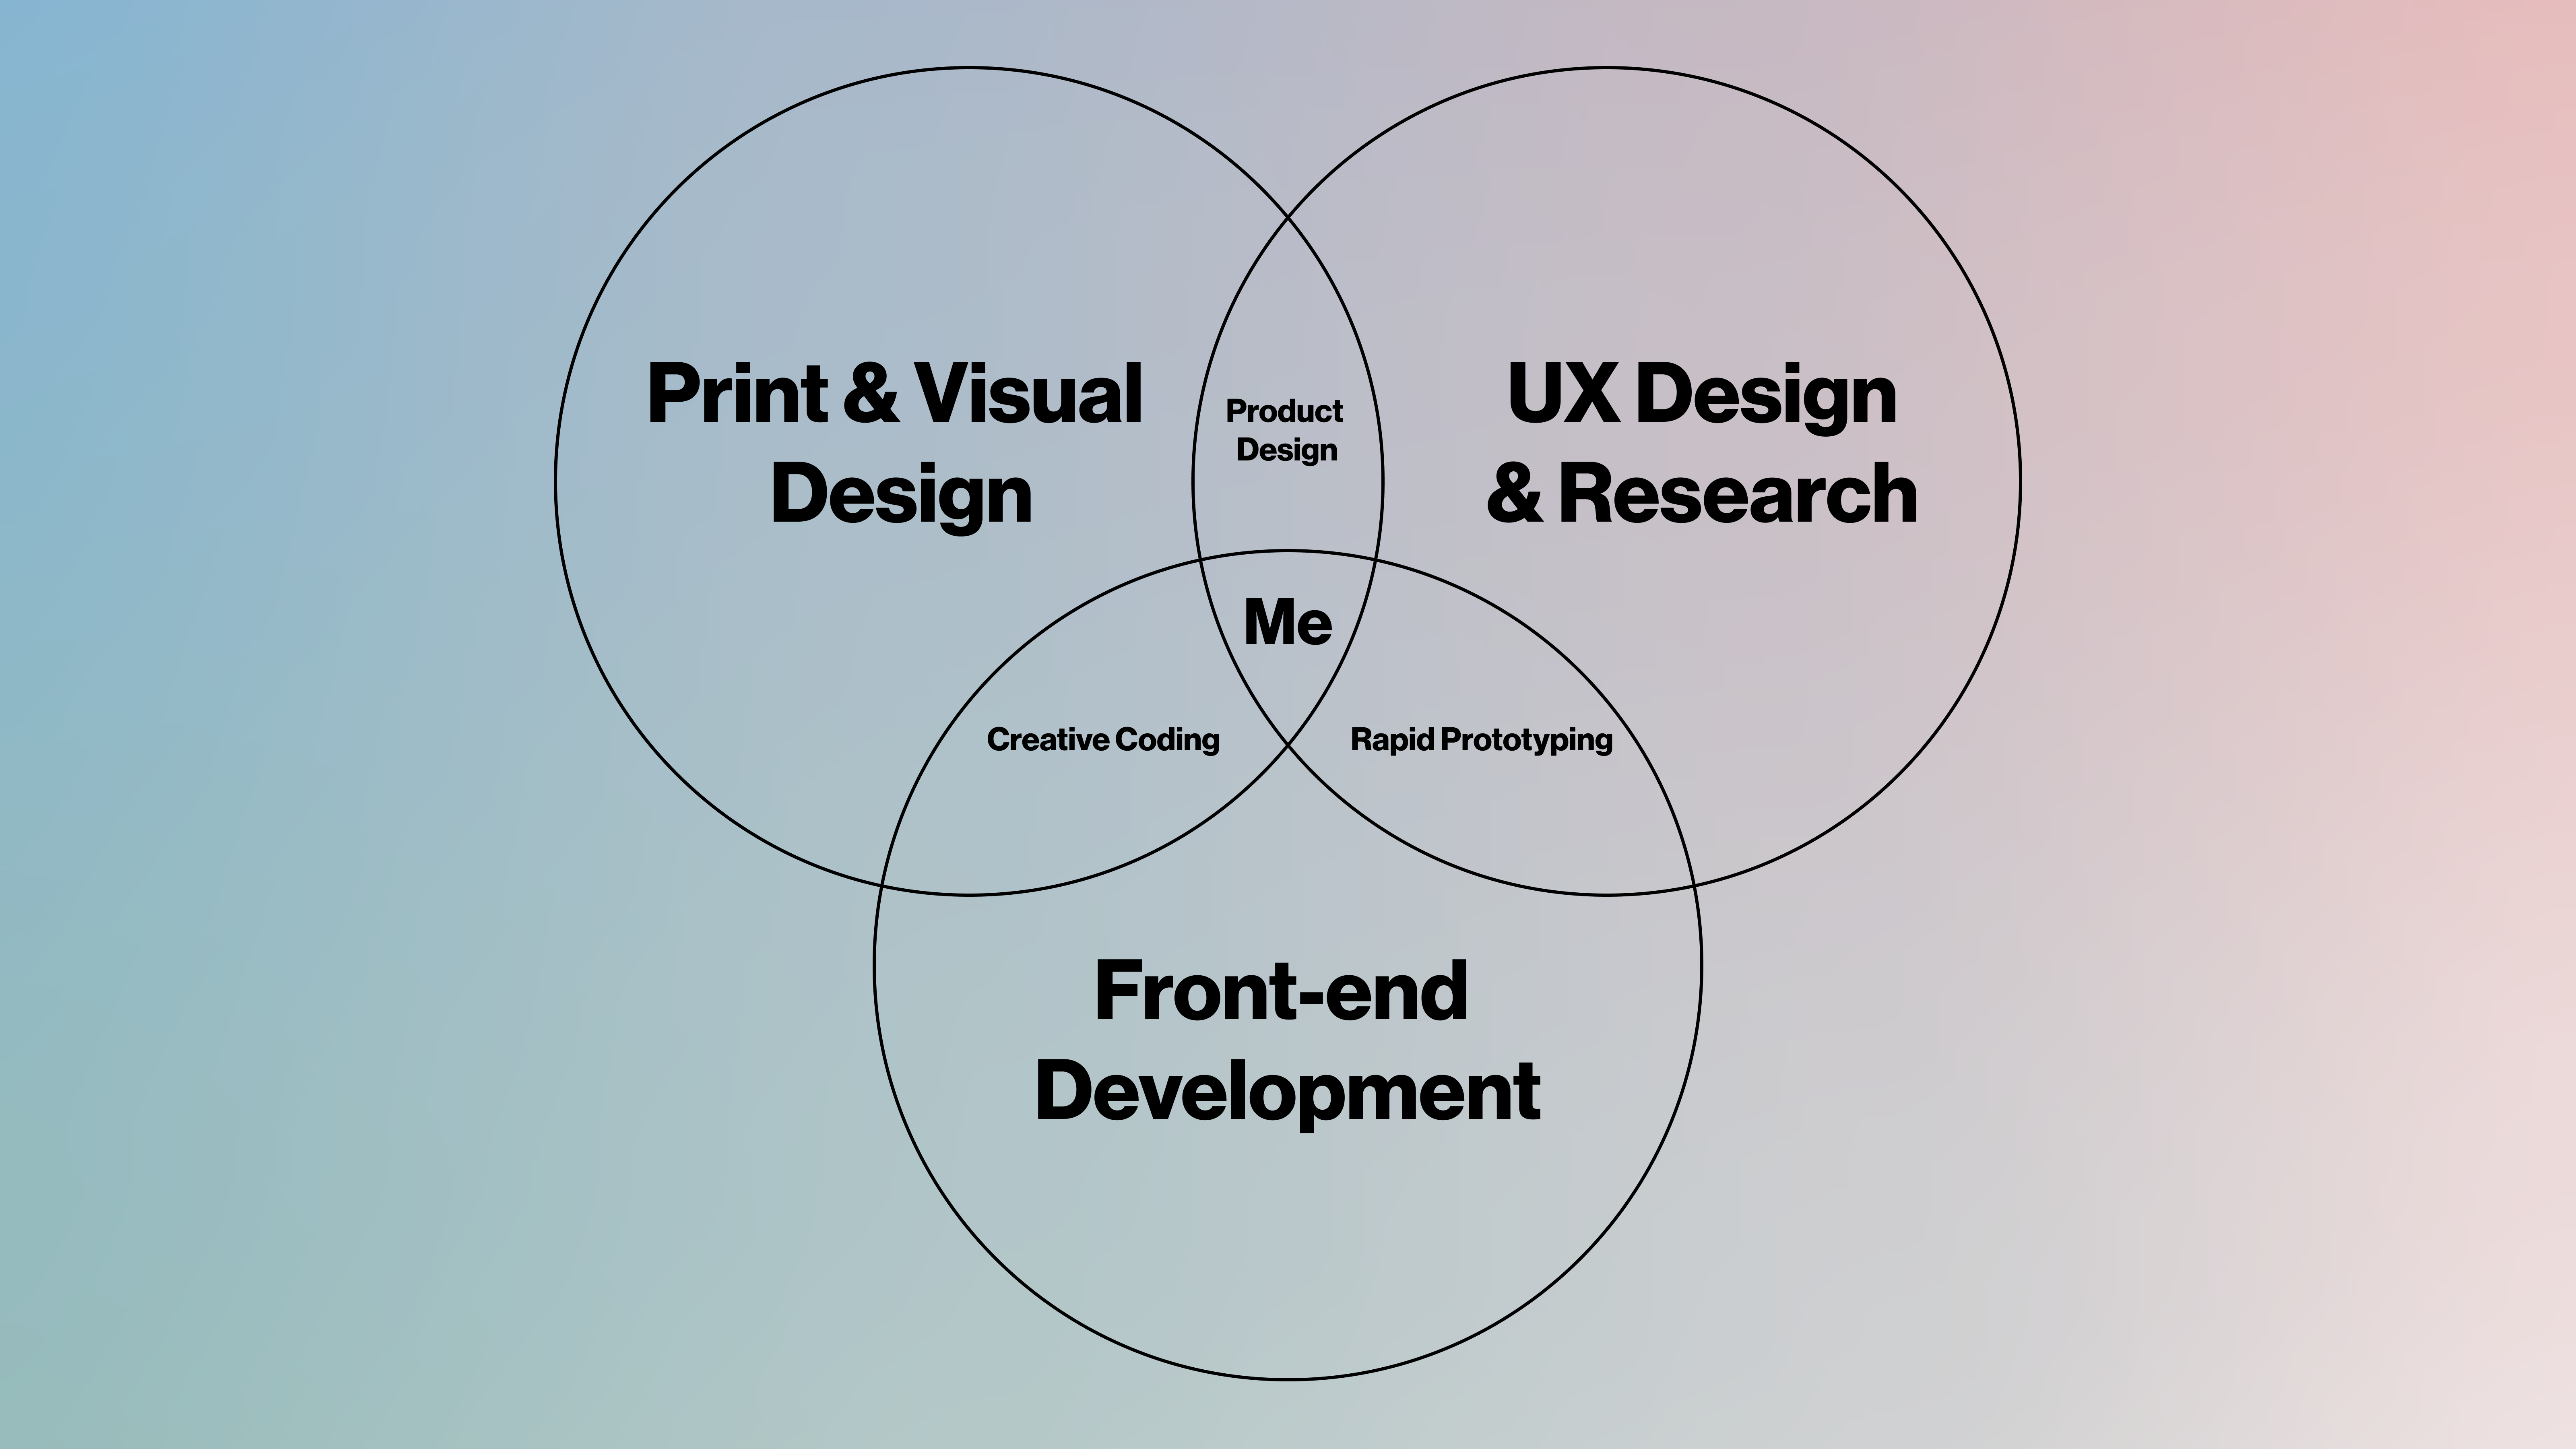 Print & Visual
Design
Product
Design
UX Design
& Research
Me
Creative Coding
Rapid Prototyping
Front-end
Development